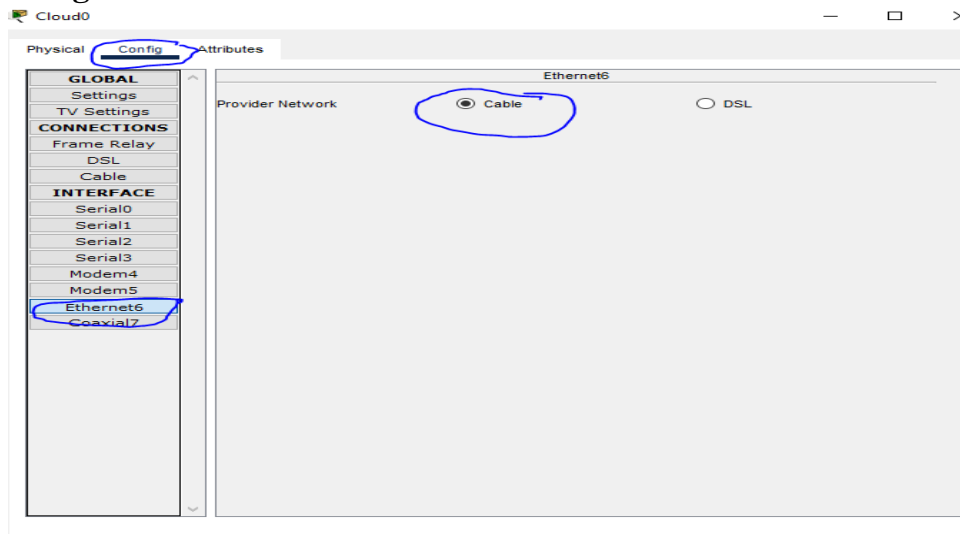 Cloud0
Physical Config Attributes
GLOBAL
Settings
TV Settings
CONNECTIONS
Frame Relay
DSL
Cable
INTERFACE
Serial0
Serial1
Serial2
Serial3
Modem4
Modem5
Ethernet6
Coaxial7
Ethernet6
Provider Network Cable DSL